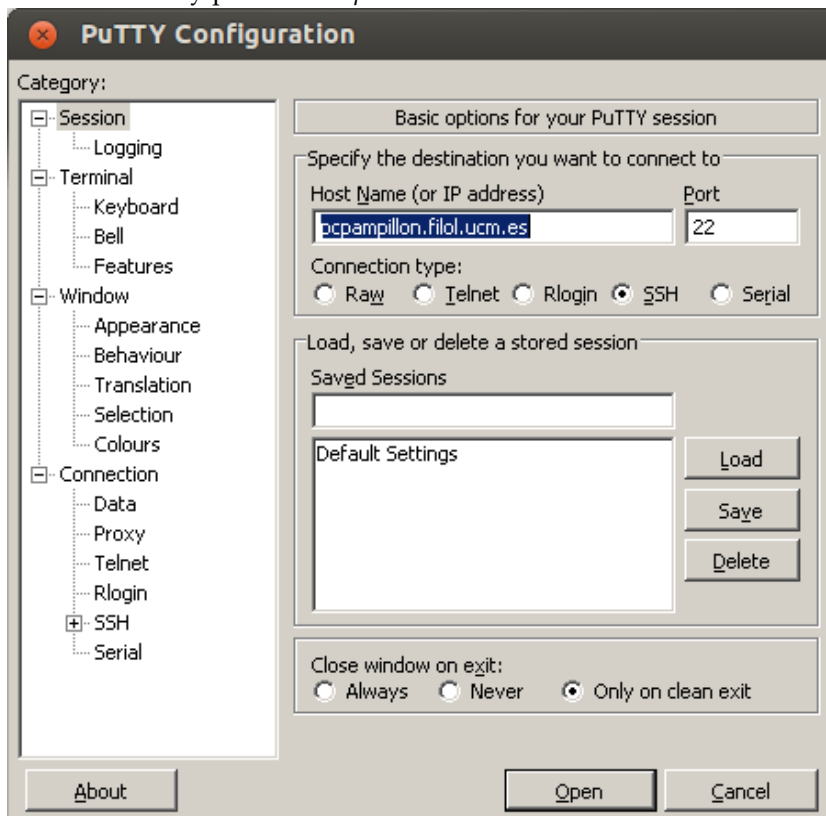 PuTTY Configuration
Category:
Session
Logging
Terminal
Keyboard
Bell
Features
Window
Appearance
Behaviour
Translation
Selection
Colours
Connection
Data
Proxy
Telnet
Rlogin
SSH
Serial
Basic options for your PuTTY session
Specify the destination you want to connect to
Host Name (or IP address) Port
pcpampillon.filol.ucm.es 22
Connection type:
Raw Telnet Rlogin SSH Serial
Load, save or delete a stored session
Saved Sessions
Default Settings
Load
Save
Delete
Close window on exit:
Always Never Only on clean exit
About Open Cancel